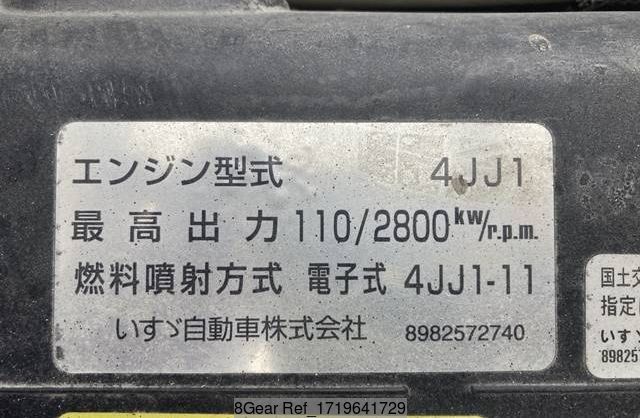 エンジン型式 4JJ1
最高出力 110/2800kW/r.p.m.
燃料噴射方式 電子式 4JJ1-11
いすゞ自動車株式会社 8982572740
国土交
指定
いすゞ
89825
8Gear Ref_1719641729